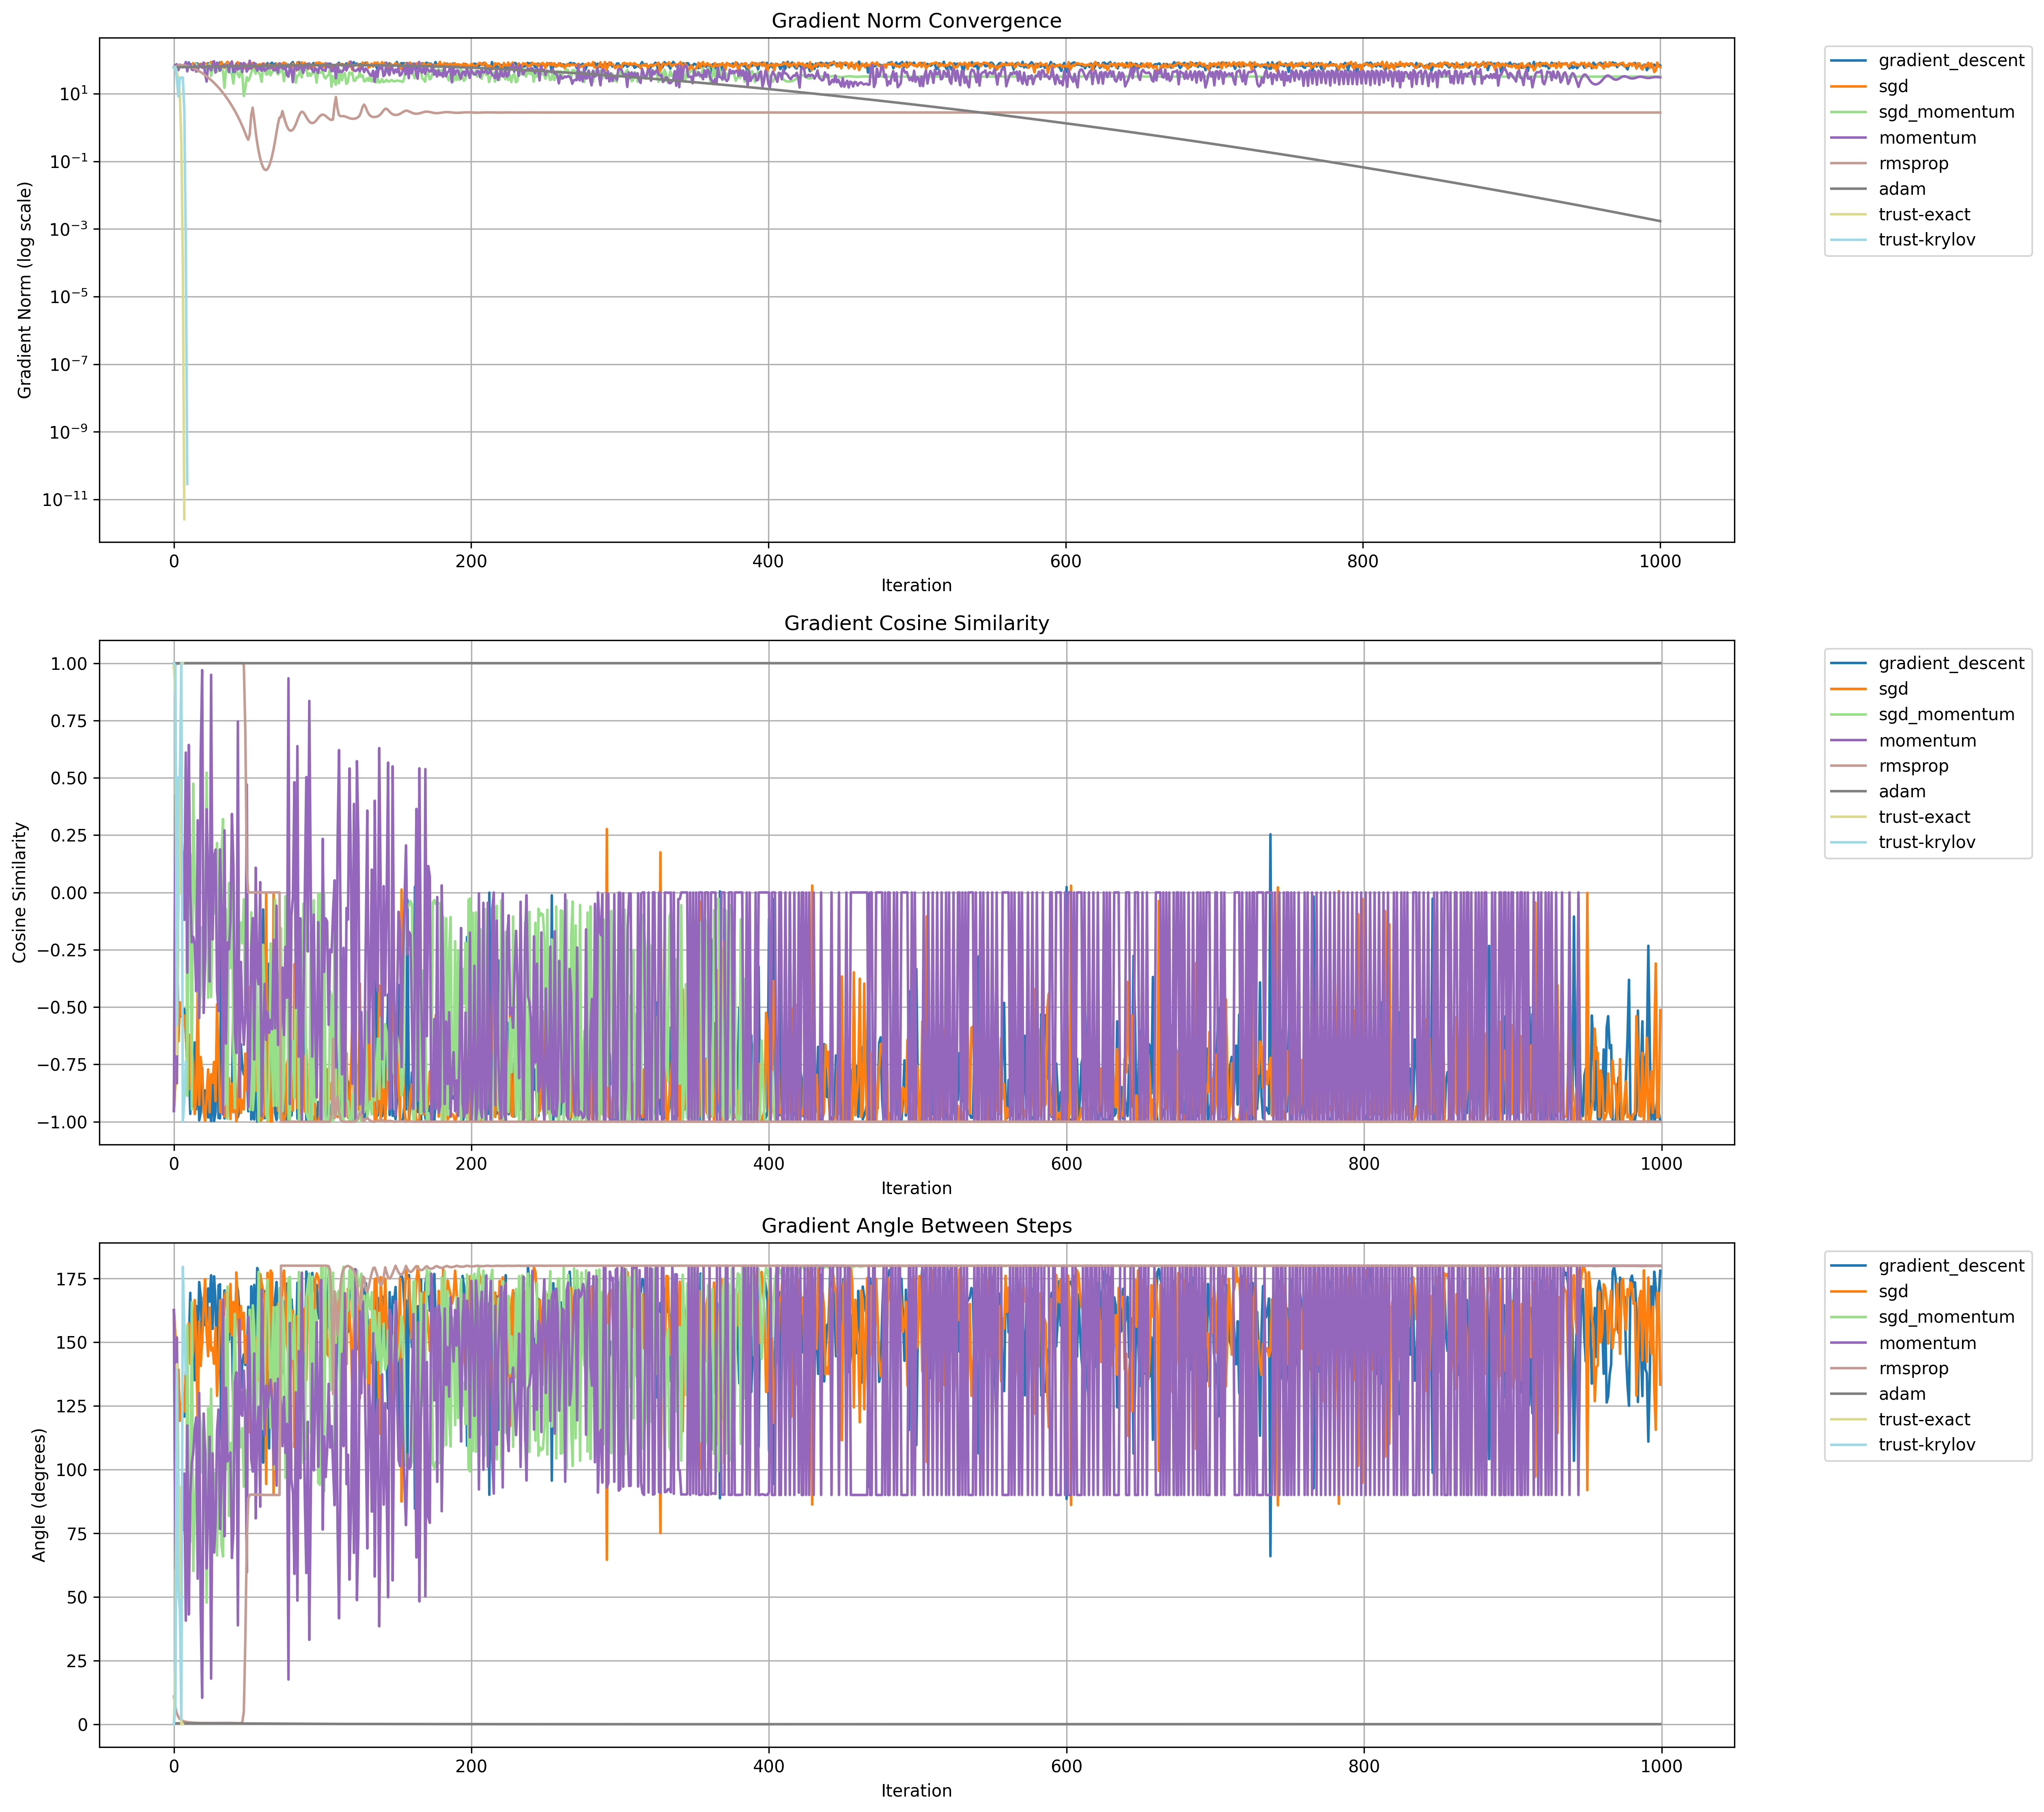 Gradient Norm Convergence
Gradient Norm (log scale)
10¹
10⁻¹
10⁻³
10⁻⁵
10⁻⁷
10⁻⁹
10⁻¹¹
0 200 400 600 800 1000
Iteration
gradient_descent
sgd
sgd_momentum
momentum
rmsprop
adam
trust-exact
trust-krylov
Gradient Cosine Similarity
Cosine Similarity
1.00
0.75
0.50
0.25
0.00
−0.25
−0.50
−0.75
−1.00
0 200 400 600 800 1000
Iteration
gradient_descent
sgd
sgd_momentum
momentum
rmsprop
adam
trust-exact
trust-krylov
Gradient Angle Between Steps
Angle (degrees)
175
150
125
100
75
50
25
0
0 200 400 600 800 1000
Iteration
gradient_descent
sgd
sgd_momentum
momentum
rmsprop
adam
trust-exact
trust-krylov